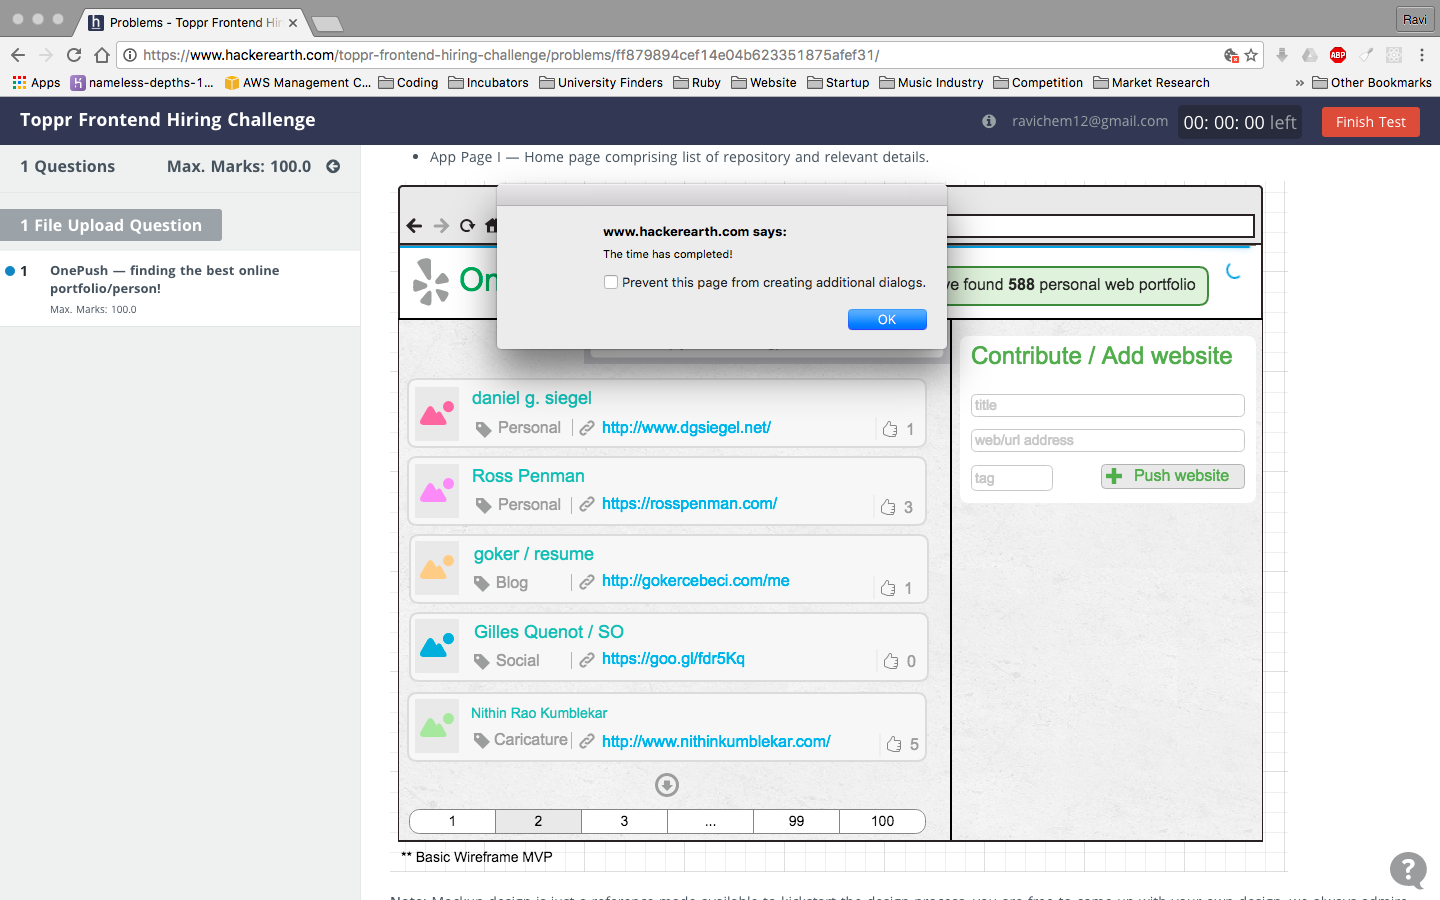 Problems - Toppr Frontend Hir
Ravi
https://www.hackerearth.com/toppr-frontend-hiring-challenge/problems/ff879894cef14e04b623351875afef31/
ABP
Apps
nameless-depths-1...
AWS Management C...
Coding
Incubators
University Finders
Ruby
Website
Startup
Music Industry
Competition
Market Research
»
Other Bookmarks
Toppr Frontend Hiring Challenge
ravichem12@gmail.com
00: 00: 00 left
Finish Test
1 Questions
Max. Marks: 100.0
1 File Upload Question
1
OnePush — finding the best online
portfolio/person!
Max. Marks: 100.0
• App Page I — Home page comprising list of repository and relevant details.
www.hackerearth.com says:
The time has completed!
Prevent this page from creating additional dialogs.
OK
On
ve found 588 personal web portfolio
daniel g. siegel
Personal
http://www.dgsiegel.net/
1
Ross Penman
Personal
https://rosspenman.com/
3
goker / resume
Blog
http://gokercebeci.com/me
1
Gilles Quenot / SO
Social
https://goo.gl/fdr5Kq
0
Nithin Rao Kumblekar
Caricature
http://www.nithinkumblekar.com/
5
1 2 3 ... 99 100
Contribute / Add website
title
web/url address
tag
Push website
** Basic Wireframe MVP
?